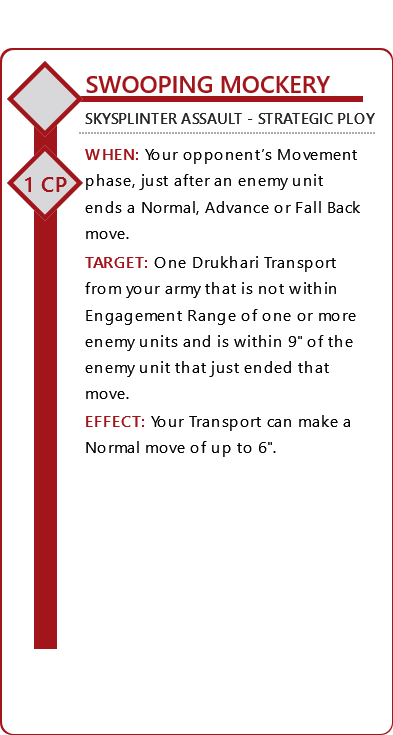 SWOOPING MOCKERY
SKYSPLINTER ASSAULT - STRATEGIC PLOY
1 CP
WHEN: Your opponent's Movement
phase, just after an enemy unit
ends a Normal, Advance or Fall Back
move.
TARGET: One Drukhari Transport
from your army that is not within
Engagement Range of one or more
enemy units and is within 9" of the
enemy unit that just ended that
move.
EFFECT: Your Transport can make a
Normal move of up to 6".